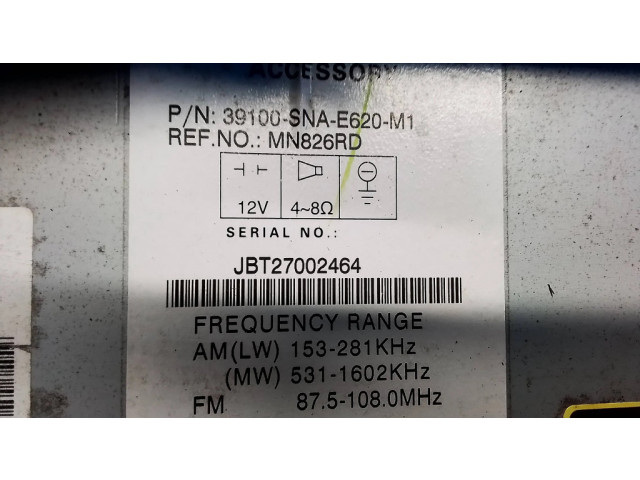 ACCESSORY
P/N: 39100-SNA-E620-M1
REF.NO.: MN826RD
12V 4~8Ω
SERIAL NO.:
JBT27002464
FREQUENCY RANGE
AM(LW) 153-281KHz
(MW) 531-1602KHz
FM 87.5-108.0MHz